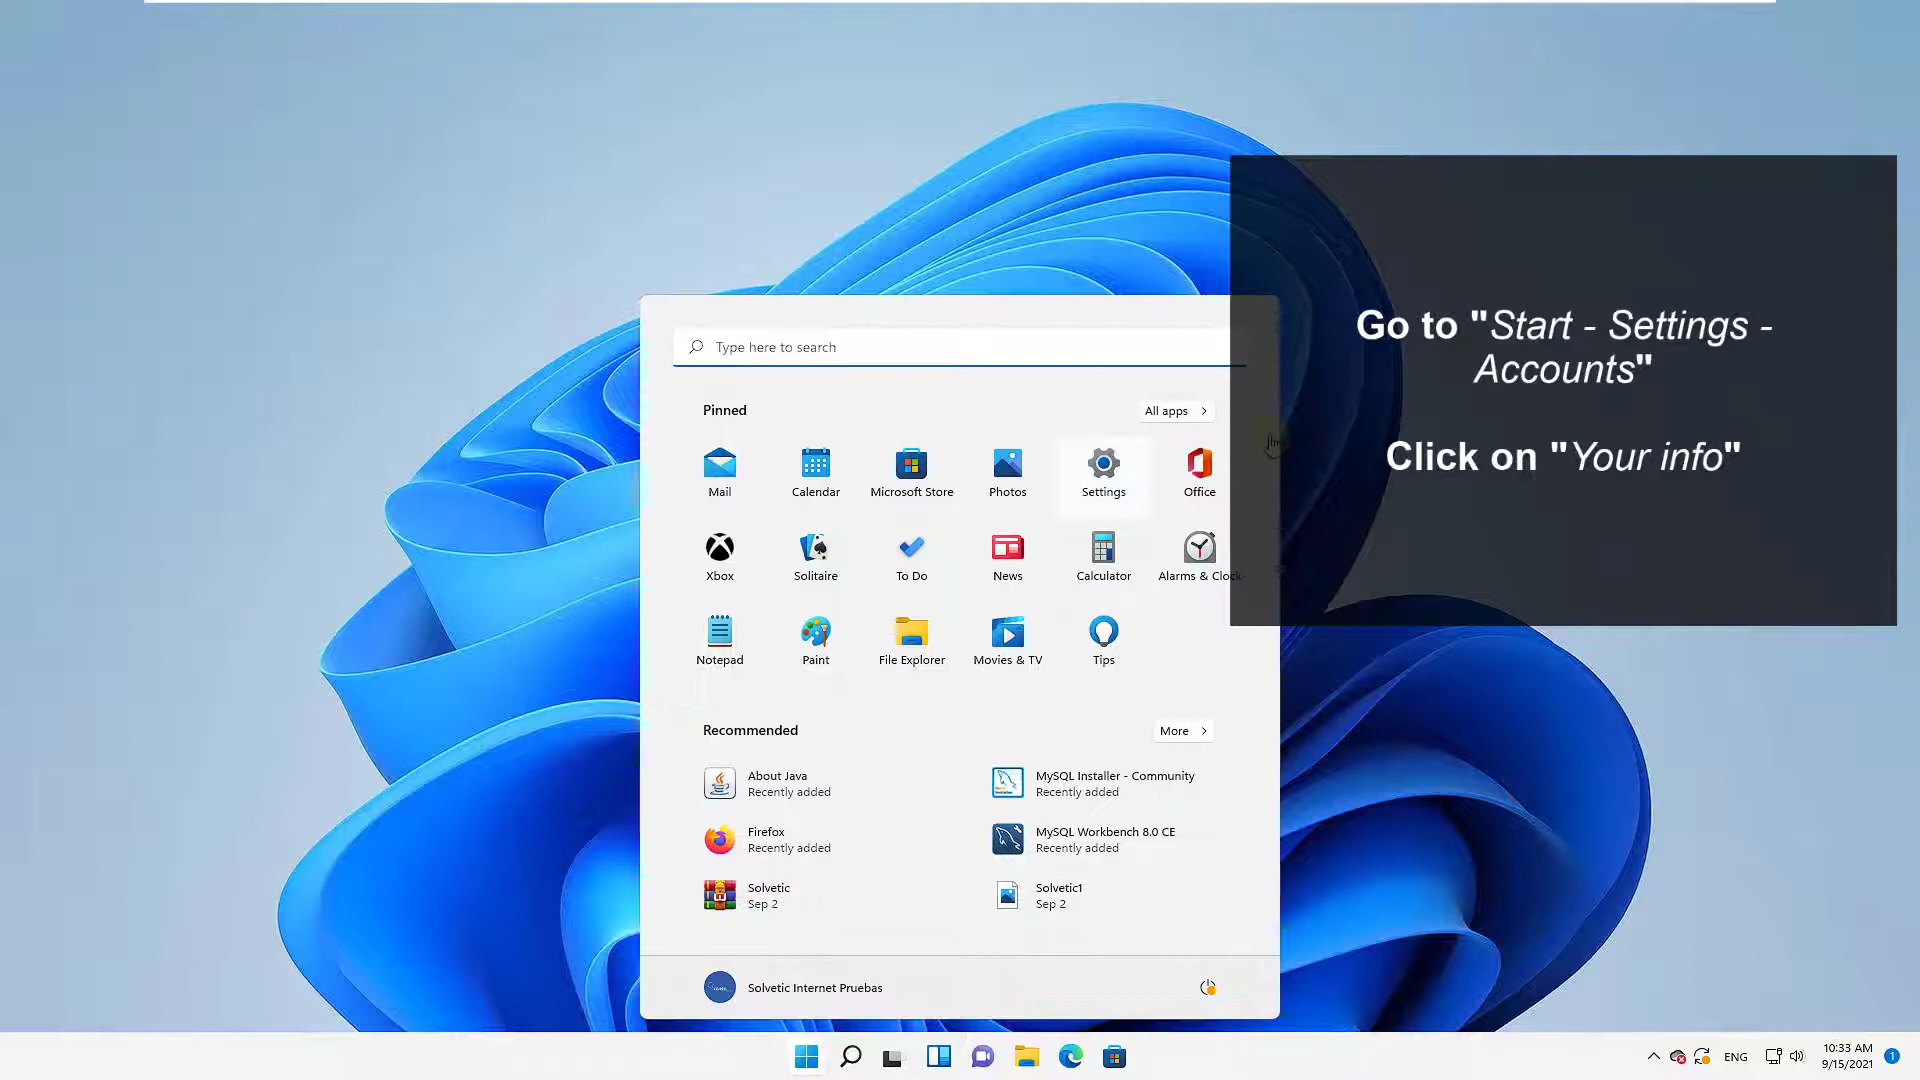 Go to "Start - Settings -
Accounts"
Click on "Your info"
Type here to search
Pinned
All apps
Mail
Calendar
Microsoft Store
Photos
Settings
Office
Xbox
Solitaire
To Do
News
Calculator
Alarms & Clock
Notepad
Paint
File Explorer
Movies & TV
Tips
Recommended
More
About Java
Recently added
MySQL Installer - Community
Recently added
Firefox
Recently added
MySQL Workbench 8.0 CE
Recently added
Solvetic
Sep 2
Solvetic1
Sep 2
Solvetic Internet Pruebas
ENG
10:33 AM
9/15/2021
1